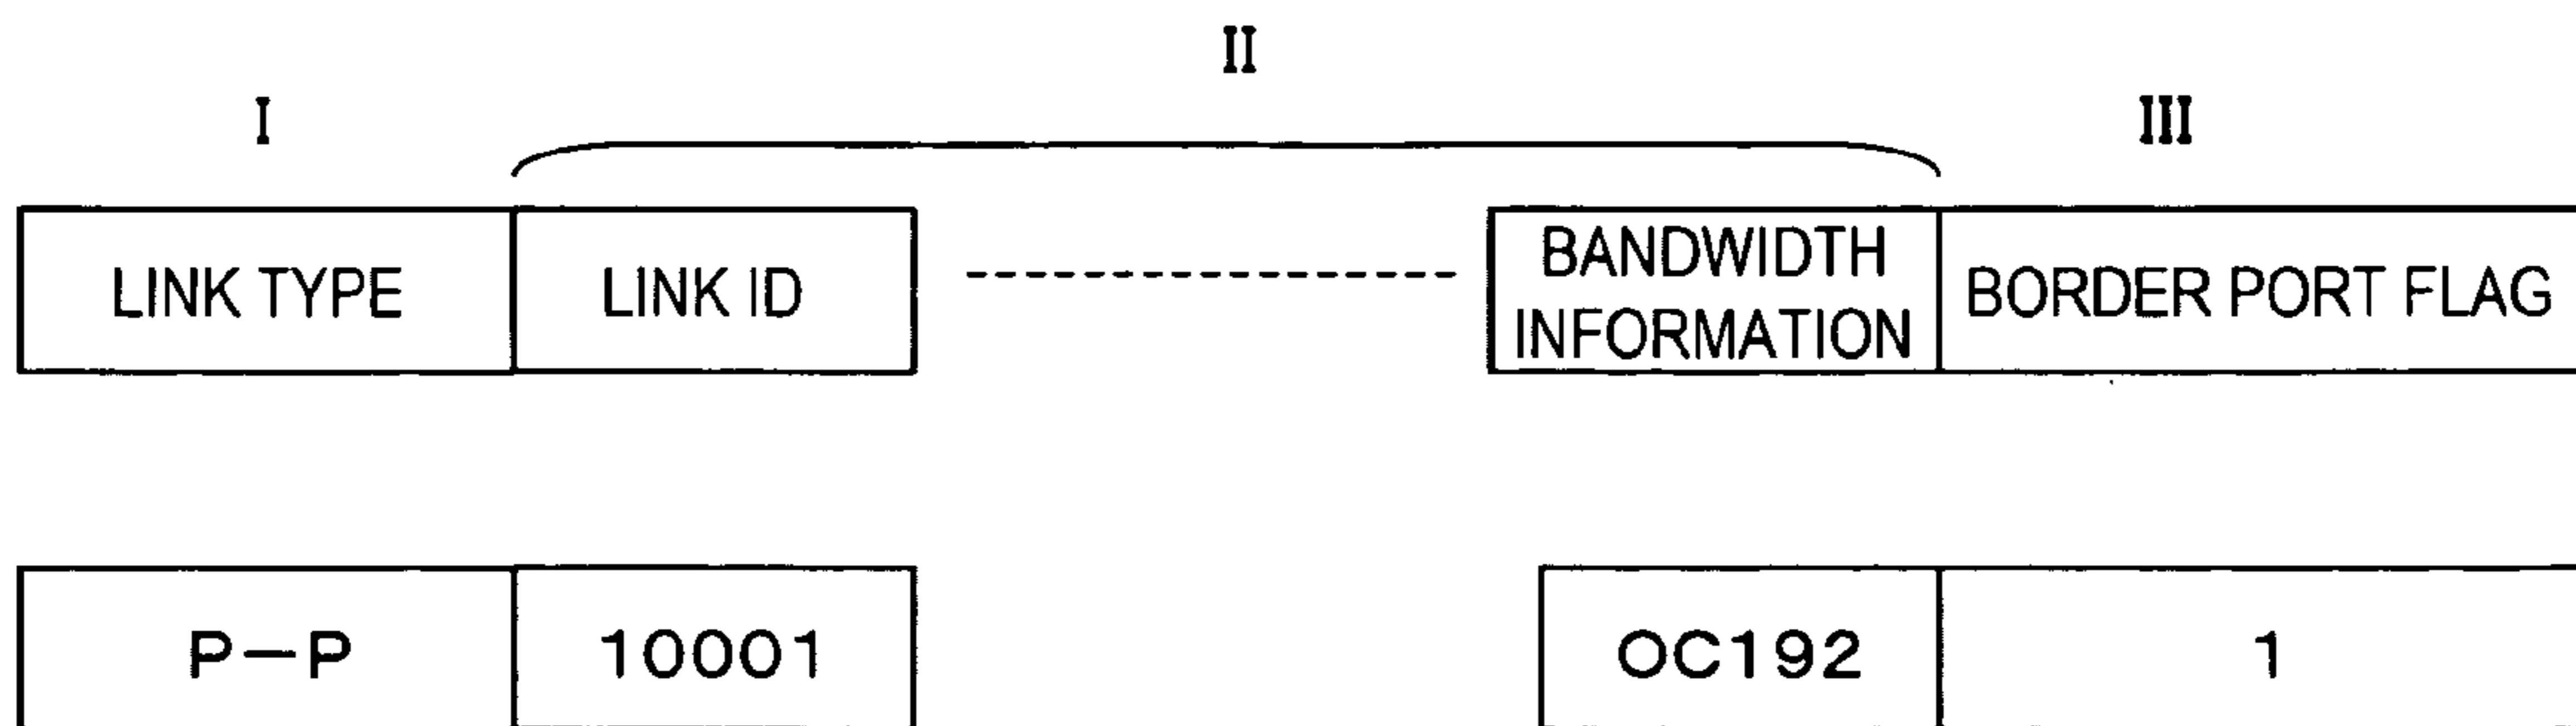 II
I III
LINK TYPE LINK ID BANDWIDTH INFORMATION BORDER PORT FLAG
P-P 10001 OC192 1